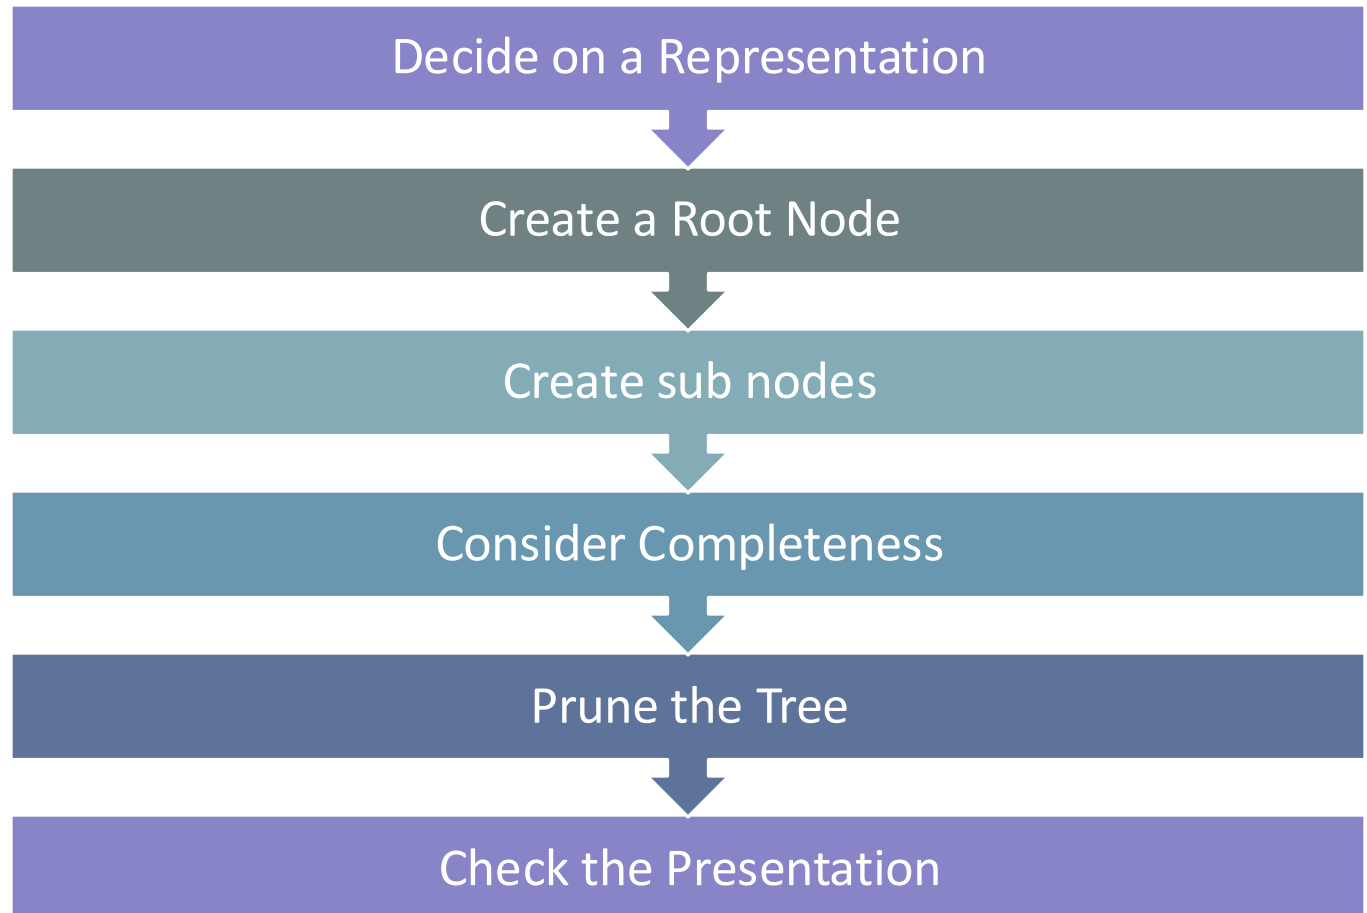 Decide on a Representation
Create a Root Node
Create sub nodes
Consider Completeness
Prune the Tree
Check the Presentation